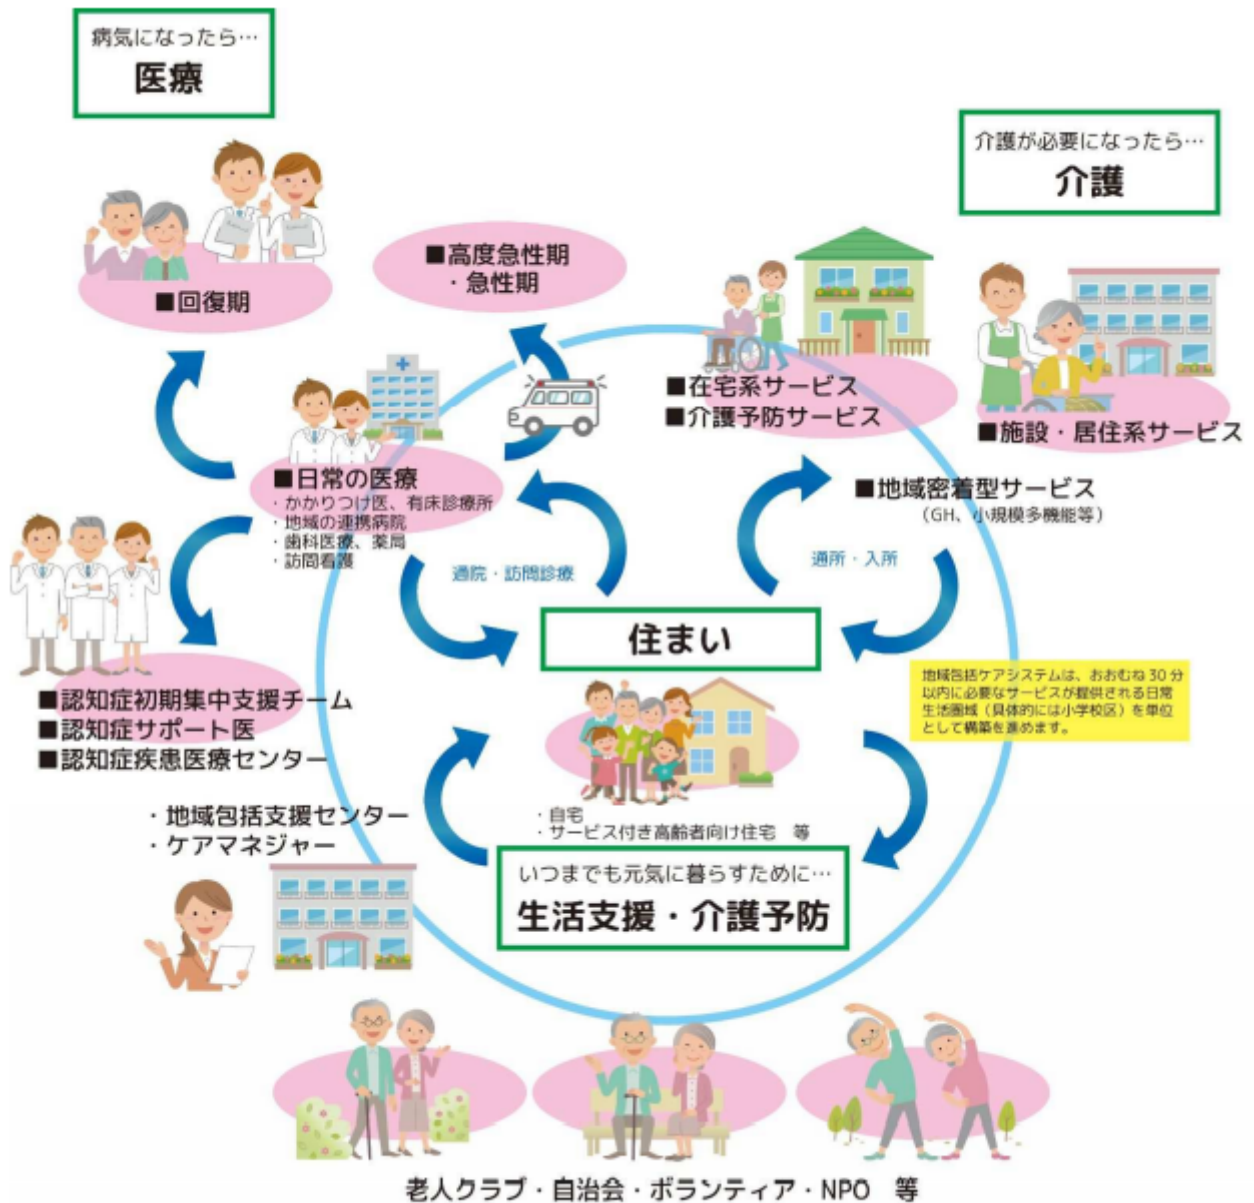 病気になったら…
医療
介護が必要になったら…
介護
■高度急性期
・急性期
■回復期
■在宅系サービス
■介護予防サービス
■施設・居住系サービス
■日常の医療
・かかりつけ医、有床診療所
・地域の連携病院
・歯科医療、薬局
・訪問看護
■地域密着型サービス
（GH、小規模多機能等）
通院・訪問診療
通所・入所
住まい
地域包括ケアシステムは、おおむね30分
以内に必要なサービスが提供される日常
生活圏域（具体的には小学校区）を単位
として構築を進めます。
■認知症初期集中支援チーム
■認知症サポート医
■認知症疾患医療センター
・地域包括支援センター
・ケアマネジャー
・自宅
・サービス付き高齢者向け住宅　等
いつまでも元気に暮らすために…
生活支援・介護予防
老人クラブ・自治会・ボランティア・NPO　等